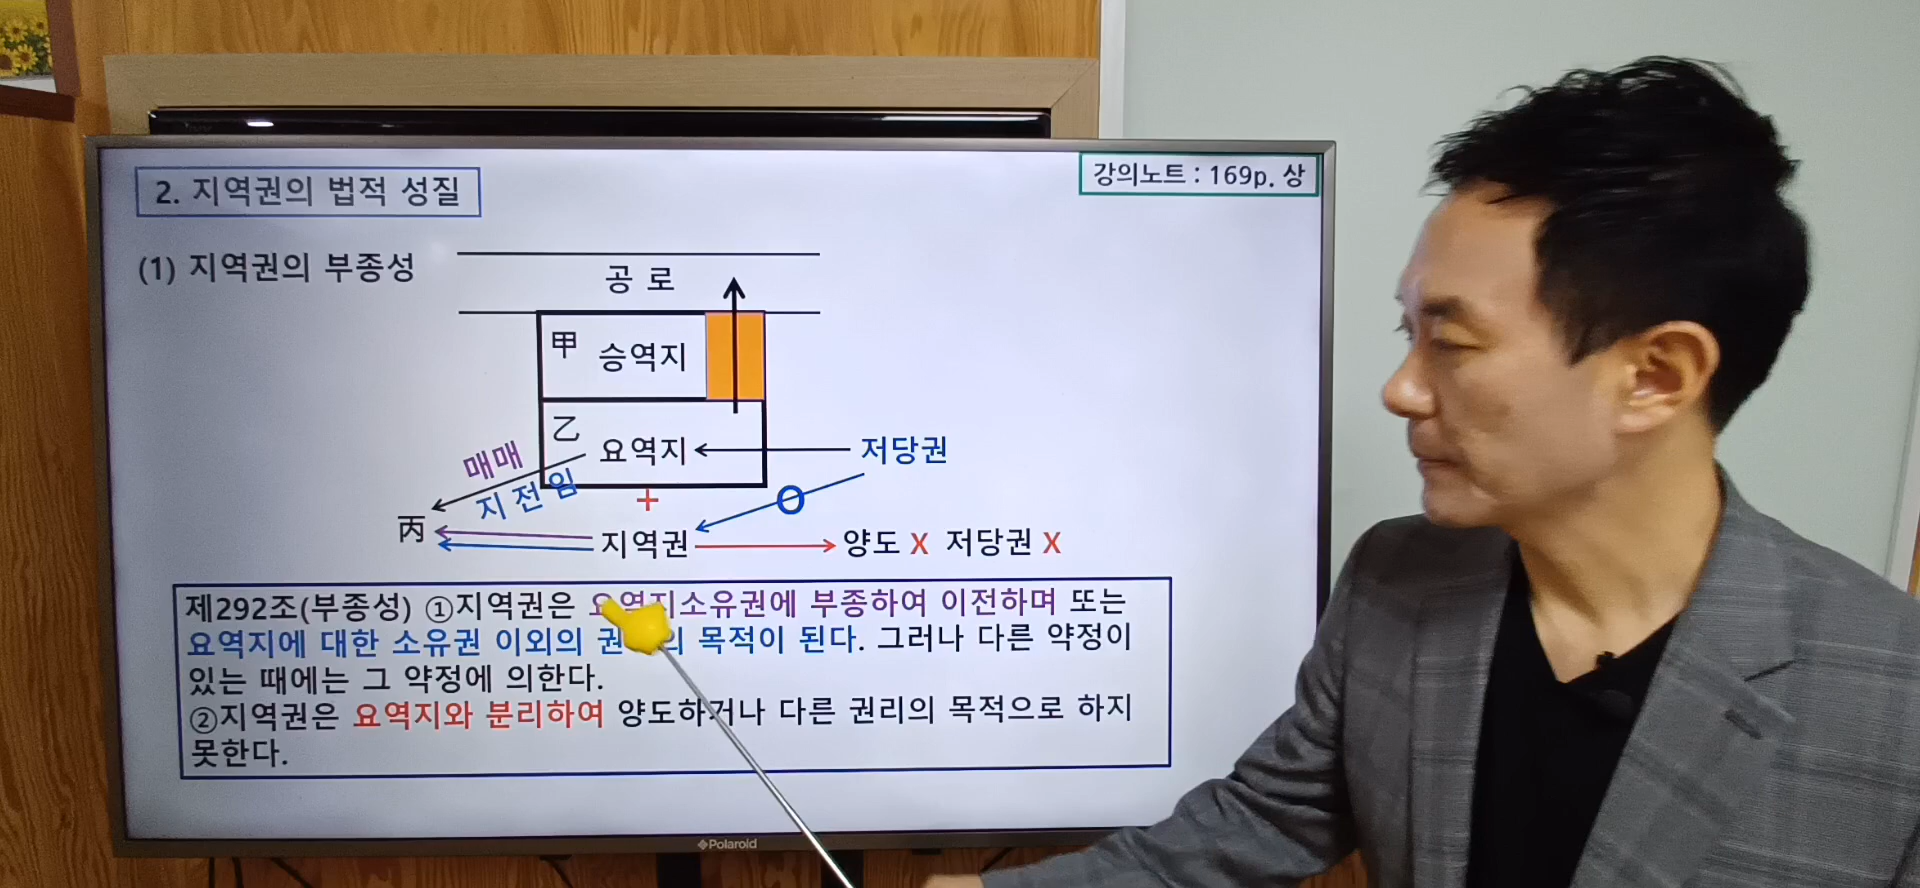 2. 지역권의 법적 성질
강의노트 : 169p. 상
(1) 지역권의 부종성
공 로
甲 승역지
乙 요역지
저당권
매매
지 전 임
+
O
丙
지역권
양도 X 저당권 X
제292조(부종성) ①지역권은 요역지소유권에 부종하여 이전하며 또는
요역지에 대한 소유권 이외의 의 목적이 된다. 그러나 다른 약정이
있는 때에는 그 약정에 의한다.
②지역권은 요역지와 분리하여 양도하거나 다른 권리의 목적으로 하지
못한다.
Polaroid